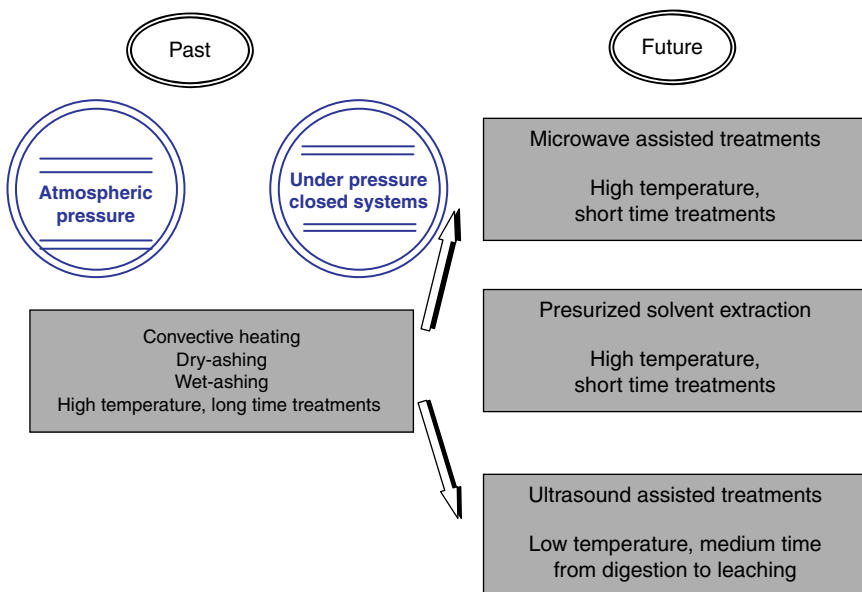 Past
Future
Atmospheric
pressure
Under pressure
closed systems
Microwave assisted treatments
High temperature,
short time treatments
Convective heating
Dry-ashing
Wet-ashing
High temperature, long time treatments
Presurized solvent extraction
High temperature,
short time treatments
Ultrasound assisted treatments
Low temperature, medium time
from digestion to leaching